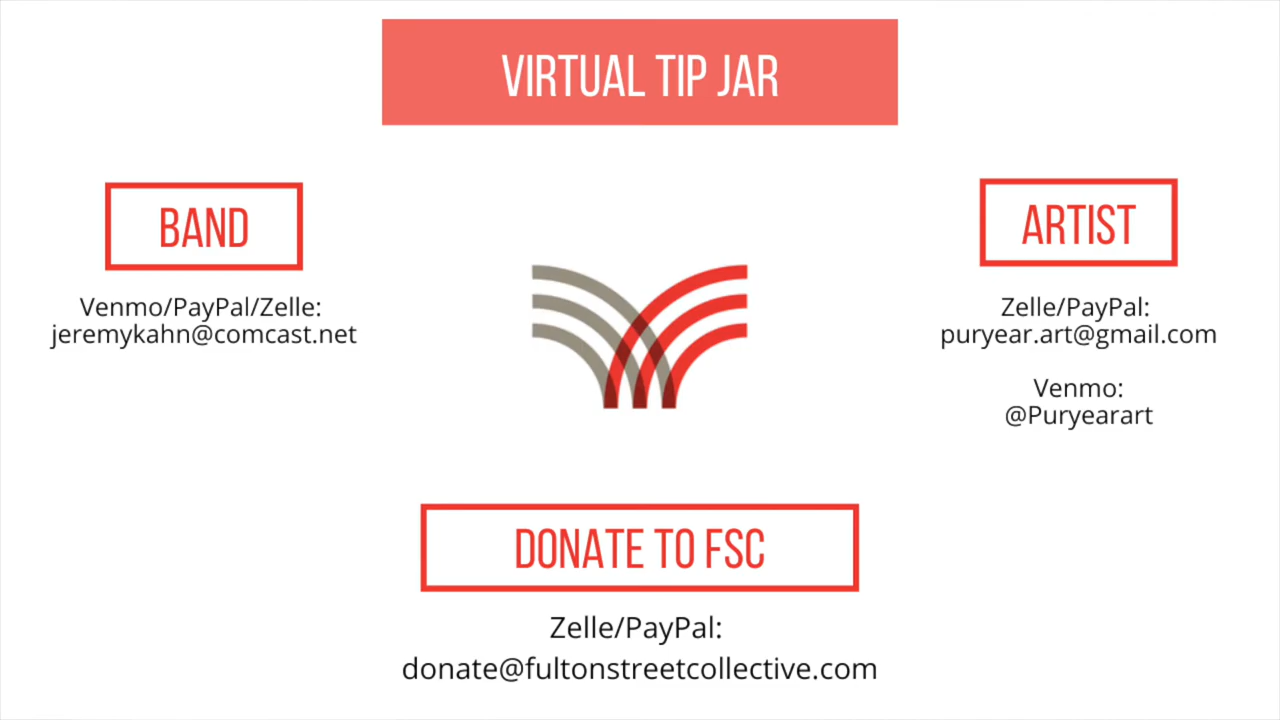 VIRTUAL TIP JAR
BAND
Venmo/PayPal/Zelle:
jeremykahn@comcast.net
ARTIST
Zelle/PayPal:
puryear.art@gmail.com
Venmo:
@Puryearart
DONATE TO FSC
Zelle/PayPal:
donate@fultonstreetcollective.com